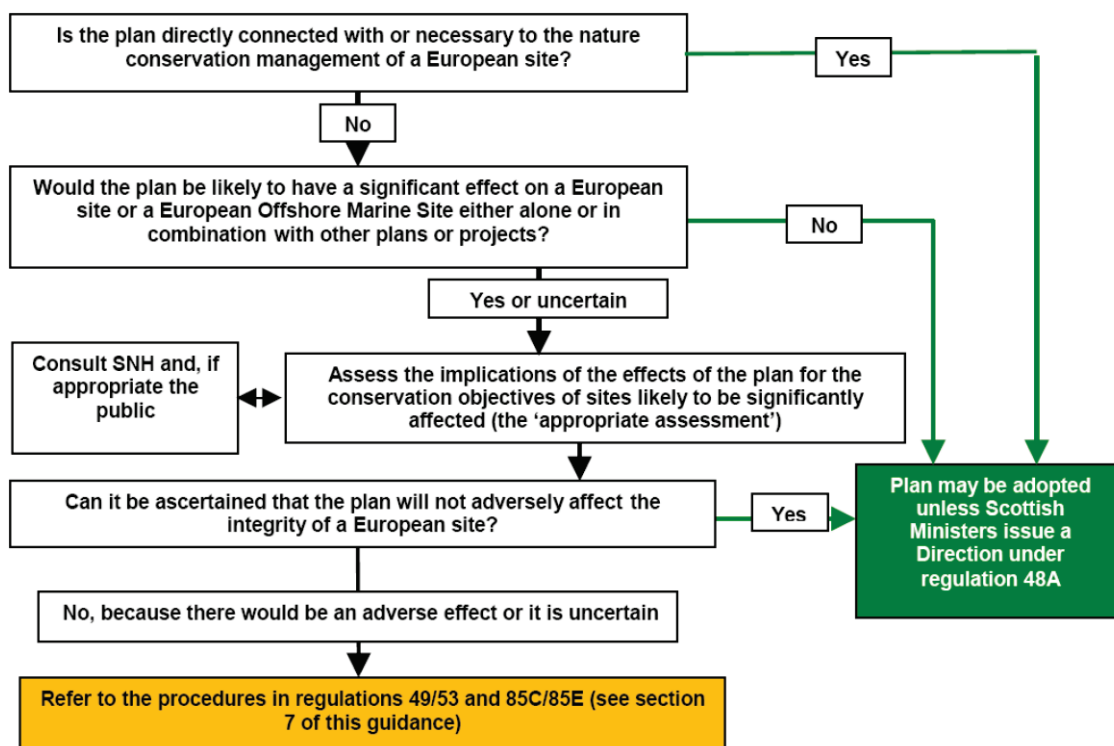 Is the plan directly connected with or necessary to the nature
conservation management of a European site?
Yes
No
Would the plan be likely to have a significant effect on a European
site or a European Offshore Marine Site either alone or in
combination with other plans or projects?
No
Yes or uncertain
Consult SNH and, if
appropriate the
public
Assess the implications of the effects of the plan for the
conservation objectives of sites likely to be significantly
affected (the ‘appropriate assessment’)
Can it be ascertained that the plan will not adversely affect the
integrity of a European site?
Yes
Plan may be adopted
unless Scottish
Ministers issue a
Direction under
regulation 48A
No, because there would be an adverse effect or it is uncertain
Refer to the procedures in regulations 49/53 and 85C/85E (see section
7 of this guidance)